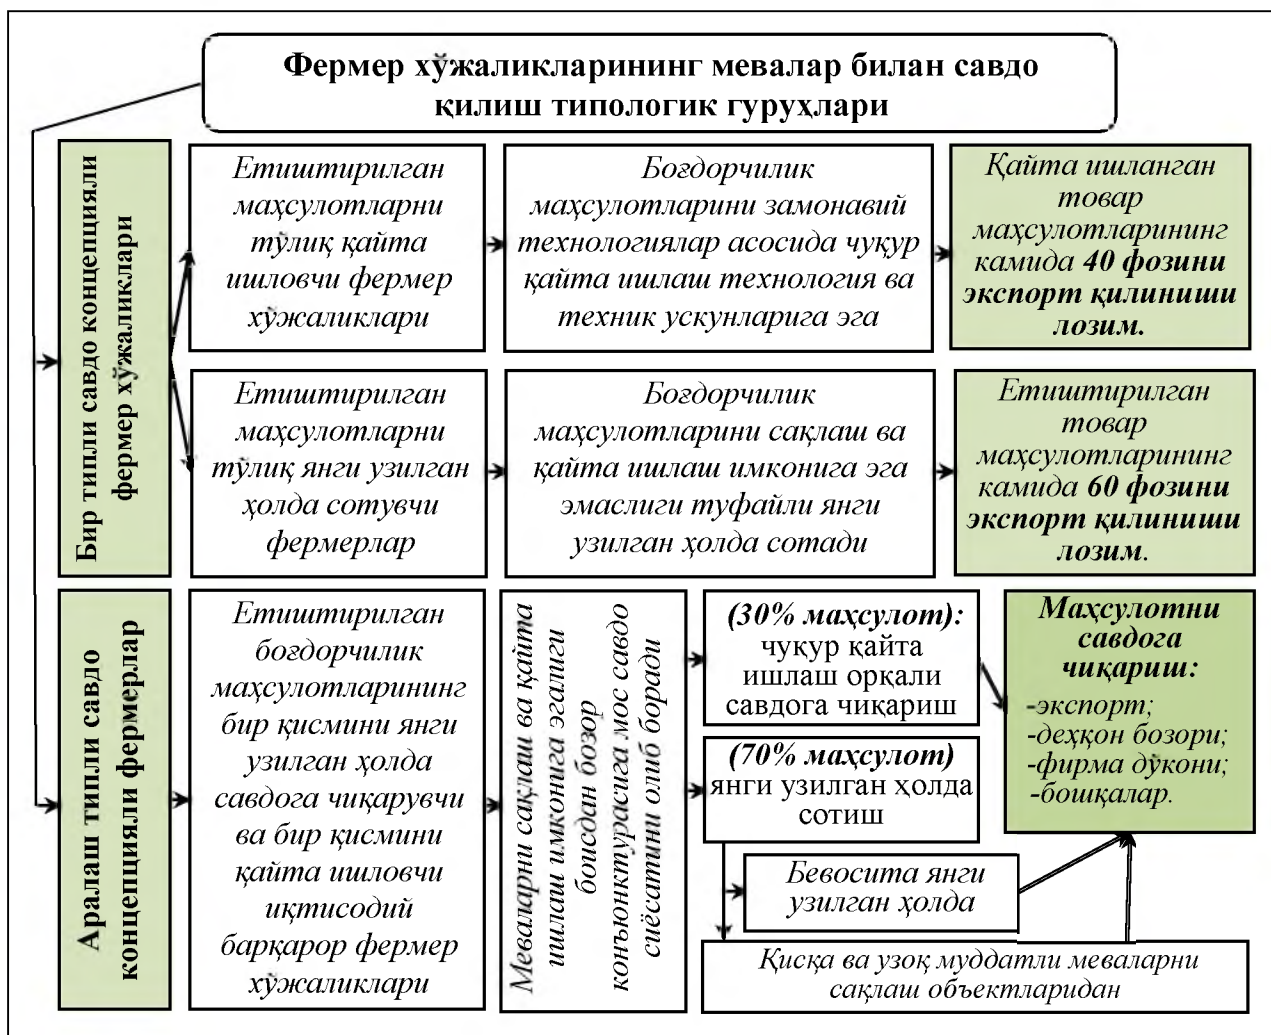 Фермер хўжаликларининг мевалар билан савдо
қилиш типологик гуруҳлари
Бир типли савдо концепцияли
фермер хўжаликлари
Етиштирилган
маҳсулотларни
тўлиқ қайта
ишловчи фермер
хўжаликлари
Боғдорчилик
маҳсулотларини замонавий
технологиялар асосида чуқур
қайта ишлаш технология ва
техник ускунларига эга
Қайта ишланган
товар
маҳсулотларининг
камида 40 фозини
экспорт қилиниши
лозим.
Етиштирилган
маҳсулотларни
тўлиқ янги узилган
ҳолда сотувчи
фермерлар
Боғдорчилик
маҳсулотларини сақлаш ва
қайта ишлаш имконига эга
эмаслиги туфайли янги
узилган ҳолда сотади
Етиштирилган
товар
маҳсулотларининг
камида 60 фозини
экспорт қилиниши
лозим.
Аралаш типли савдо
концепцияли фермерлар
Етиштирилган
боғдорчилик
маҳсулотларининг
бир қисмини янги
узилган ҳолда
савдога чиқарувчи
ва бир қисмини
қайта ишловчи
иқтисодий
барқарор фермер
хўжаликлари
Меваларни сақлаш ва қайта
ишлаш имконига эгалиги
боисдан бозор
конъюнктурасига мос савдо
сиёсатини олиб боради
(30% маҳсулот):
чуқур қайта
ишлаш орқали
савдога чиқариш
(70% маҳсулот)
янги узилган ҳолда
сотиш
Маҳсулотни
савдога
чиқариш:
-экспорт;
-деҳқон бозори;
-фирма дўкони;
-бошқалар.
Бевосита янги
узилган ҳолда
Қисқа ва узоқ муддатли меваларни
сақлаш объектларидан